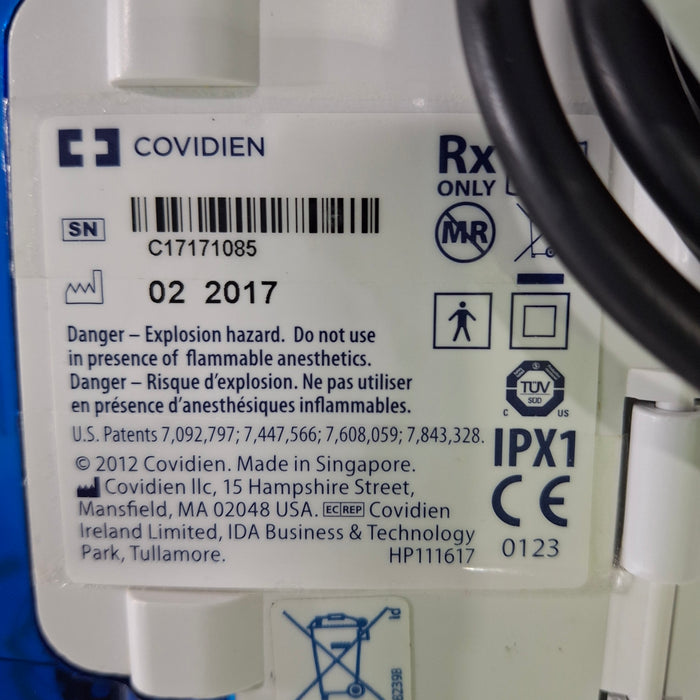 COVIDIEN
Rx
ONLY
SN
C17171085
MR
02 2017
Danger – Explosion hazard. Do not use
in presence of flammable anesthetics.
Danger – Risque d'explosion. Ne pas utiliser
en présence d'anesthésiques inflammables.
TÜV
SÜD
C US
U.S. Patents 7,092,797; 7,447,566; 7,608,059; 7,843,328.
IPX1
© 2012 Covidien. Made in Singapore.
Covidien llc, 15 Hampshire Street,
Mansfield, MA 02048 USA. EC REP Covidien
Ireland Limited, IDA Business & Technology
Park, Tullamore. HP111617
CE
0123